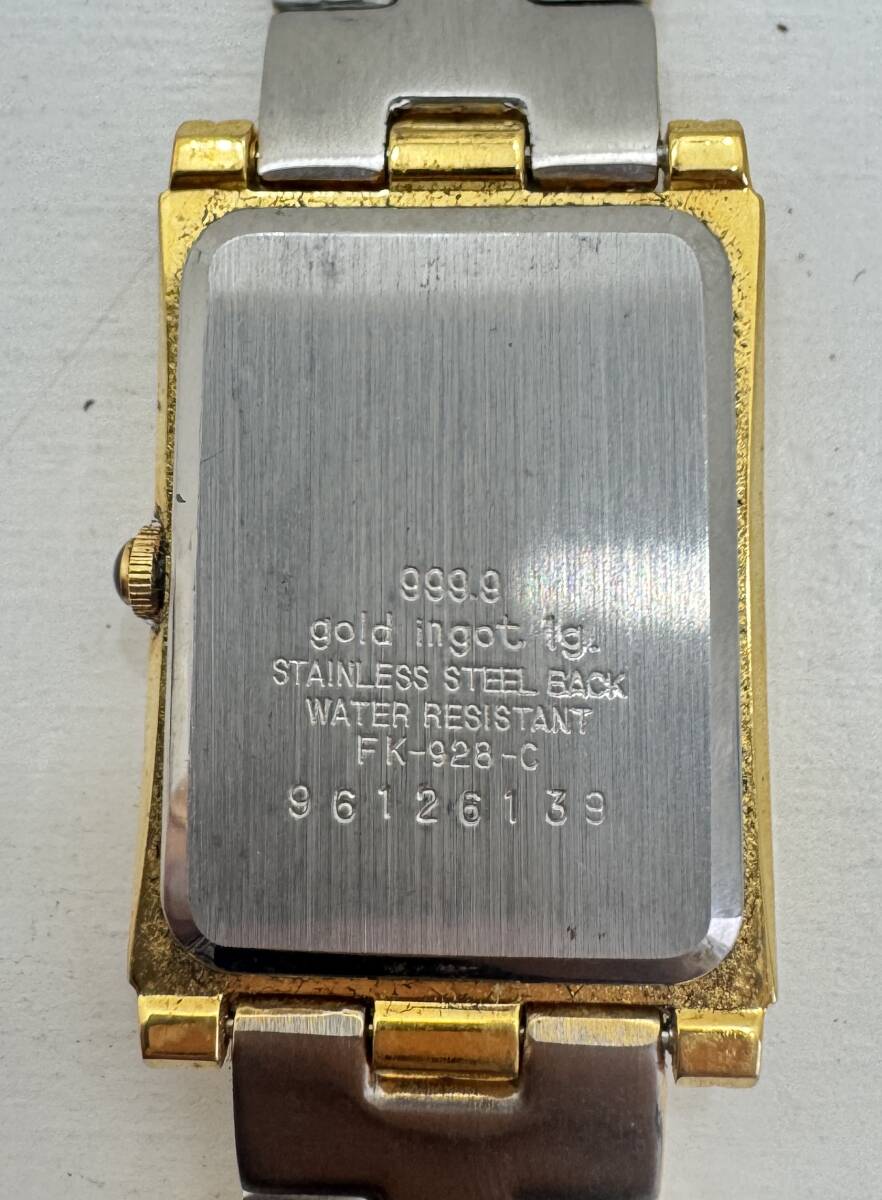 999.9
gold ingot 1g.
STAINLESS STEEL BACK
WATER RESISTANT
FK-928-C
96126139